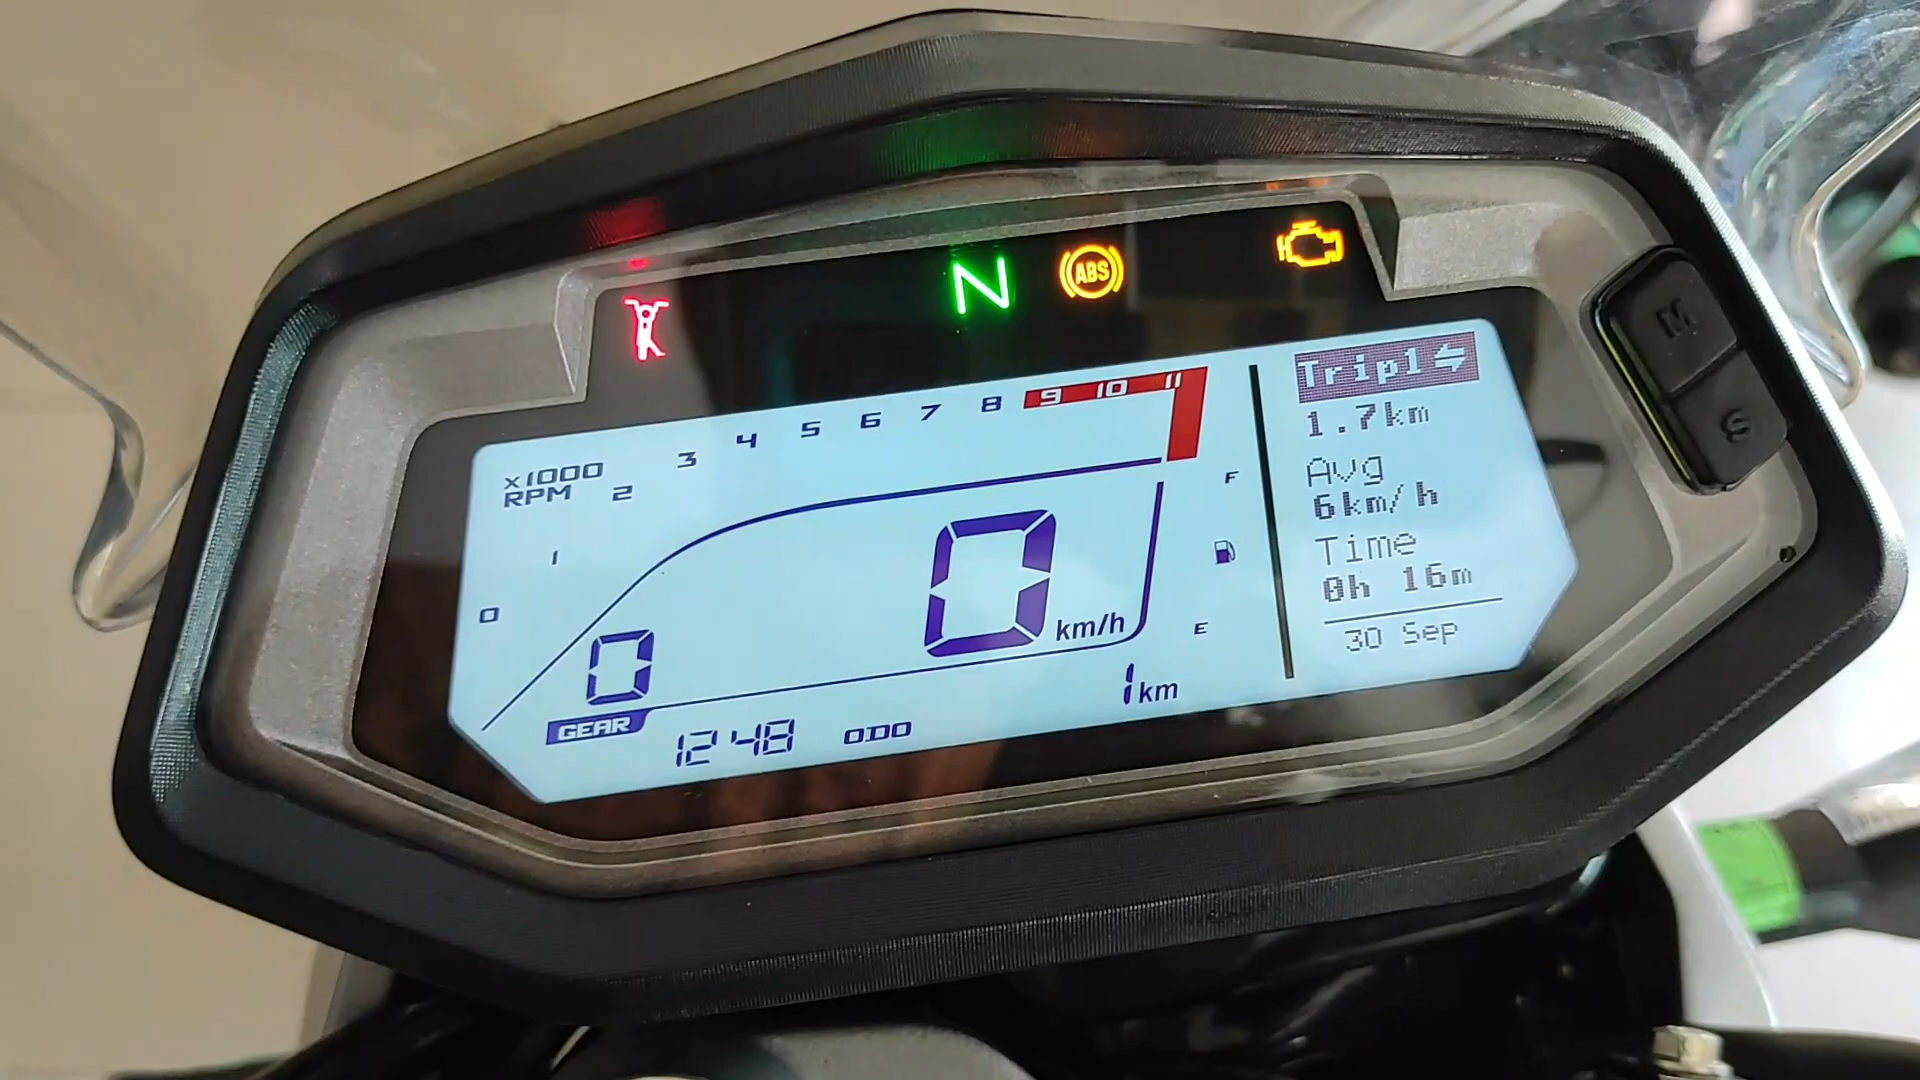 N
ABS
M
S
Trip1
1.7km
Avg
6km/h
Time
0h 16m
30 Sep
x1000
RPM
0 1 2 3 4 5 6 7 8 9 10 11
F
E
0
GEAR
0 km/h
1248 ODO
1km